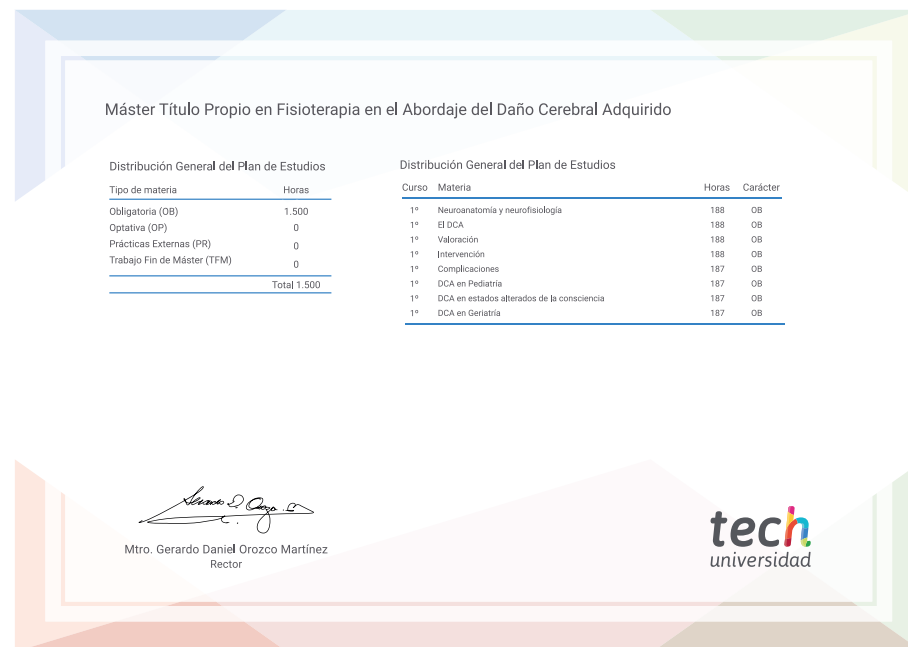 Máster Título Propio en Fisioterapia en el Abordaje del Daño Cerebral Adquirido
Distribución General del Plan de Estudios
Tipo de materia Horas
Obligatoria (OB) 1.500
Optativa (OP) 0
Prácticas Externas (PR) 0
Trabajo Fin de Máster (TFM) 0
Total 1.500
Distribución General del Plan de Estudios
Curso Materia Horas Carácter
1º Neuroanatomía y neurofisiología 188 OB
1º El DCA 188 OB
1º Valoración 188 OB
1º Intervención 188 OB
1º Complicaciones 187 OB
1º DCA en Pediatría 187 OB
1º DCA en estados alterados de la consciencia 187 OB
1º DCA en Geriatría 187 OB
Mtro. Gerardo Daniel Orozco Martínez
Rector
tech
universidad